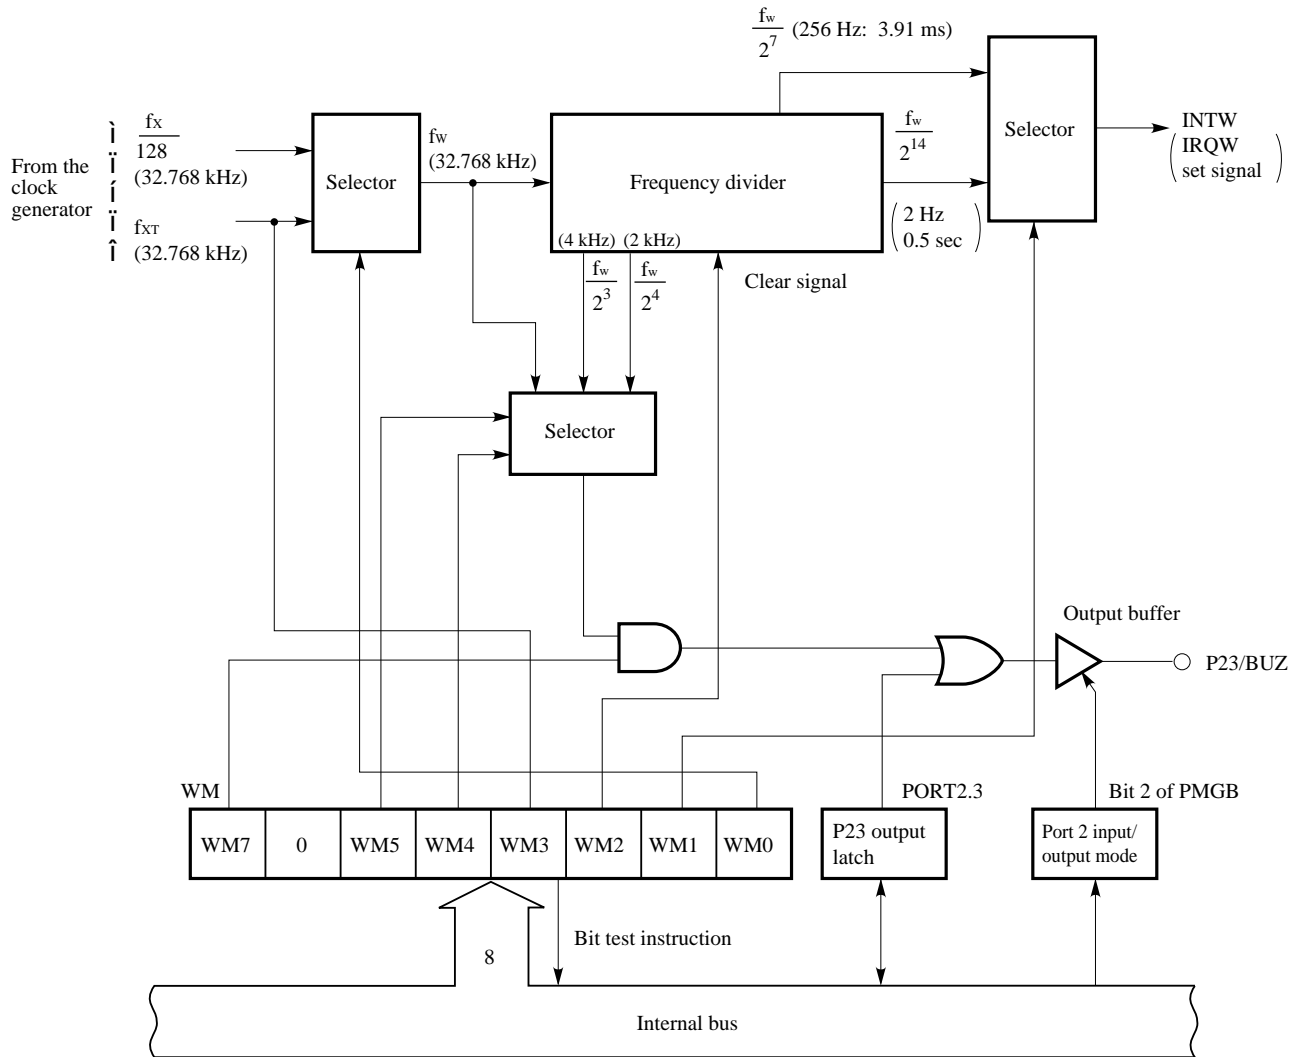 fw
2^7 (256 Hz: 3.91 ms)
From the
clock
generator
ì
ï
í
ï
î
fX
128
(32.768 kHz)
fXT
(32.768 kHz)
Selector
fW
(32.768 kHz)
Frequency divider
(4 kHz) (2 kHz)
fw
2^14
(2 Hz
0.5 sec)
Selector
INTW
(IRQW
set signal)
fw
2^3
fw
2^4
Clear signal
Selector
Output buffer
P23/BUZ
WM
PORT2.3
Bit 2 of PMGB
WM7 0 WM5 WM4 WM3 WM2 WM1 WM0
P23 output
latch
Port 2 input/
output mode
8
Bit test instruction
Internal bus